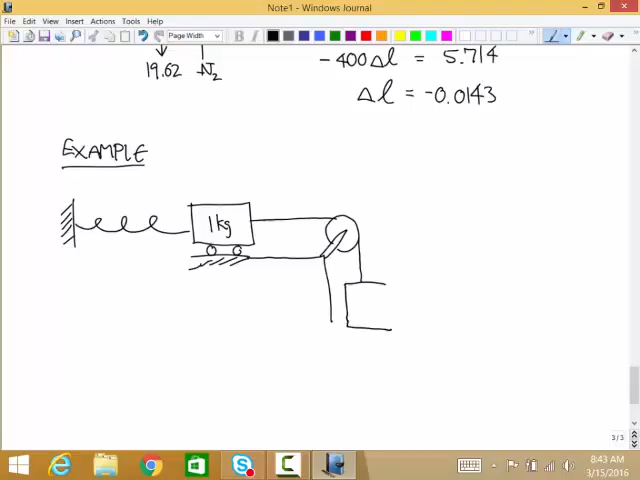 Note1 - Windows Journal
File Edit View Insert Actions Tools Help
Page Width
B
19.62 N₂
-400Δl = 5.714
Δl = -0.0143
EXAMPLE
1kg
3/3
8:43 AM
3/15/2016